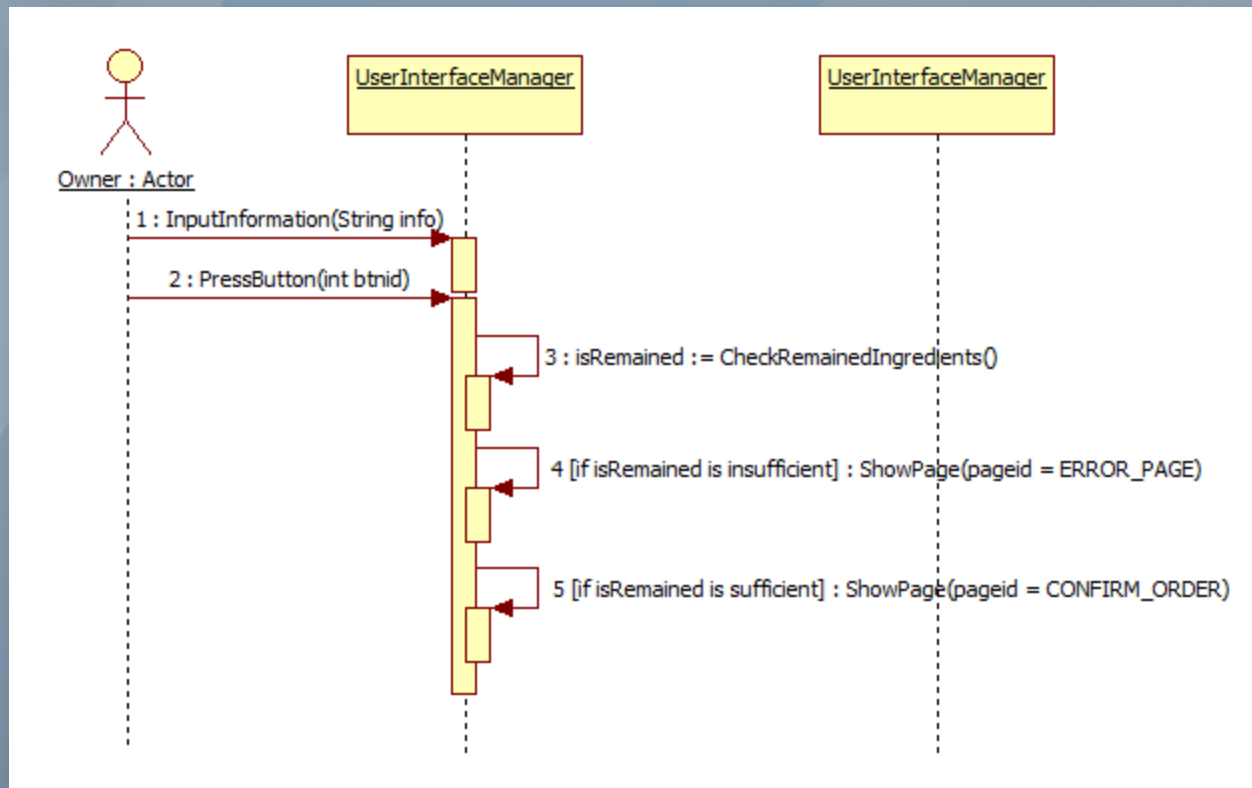 UserInterfaceManager
UserInterfaceManager
Owner : Actor
1 : InputInformation(String info)
2 : PressButton(int btnid)
3 : isRemained := CheckRemainedIngredients()
4 [if isRemained is insufficient] : ShowPage(pageid = ERROR_PAGE)
5 [if isRemained is sufficient] : ShowPage(pageid = CONFIRM_ORDER)